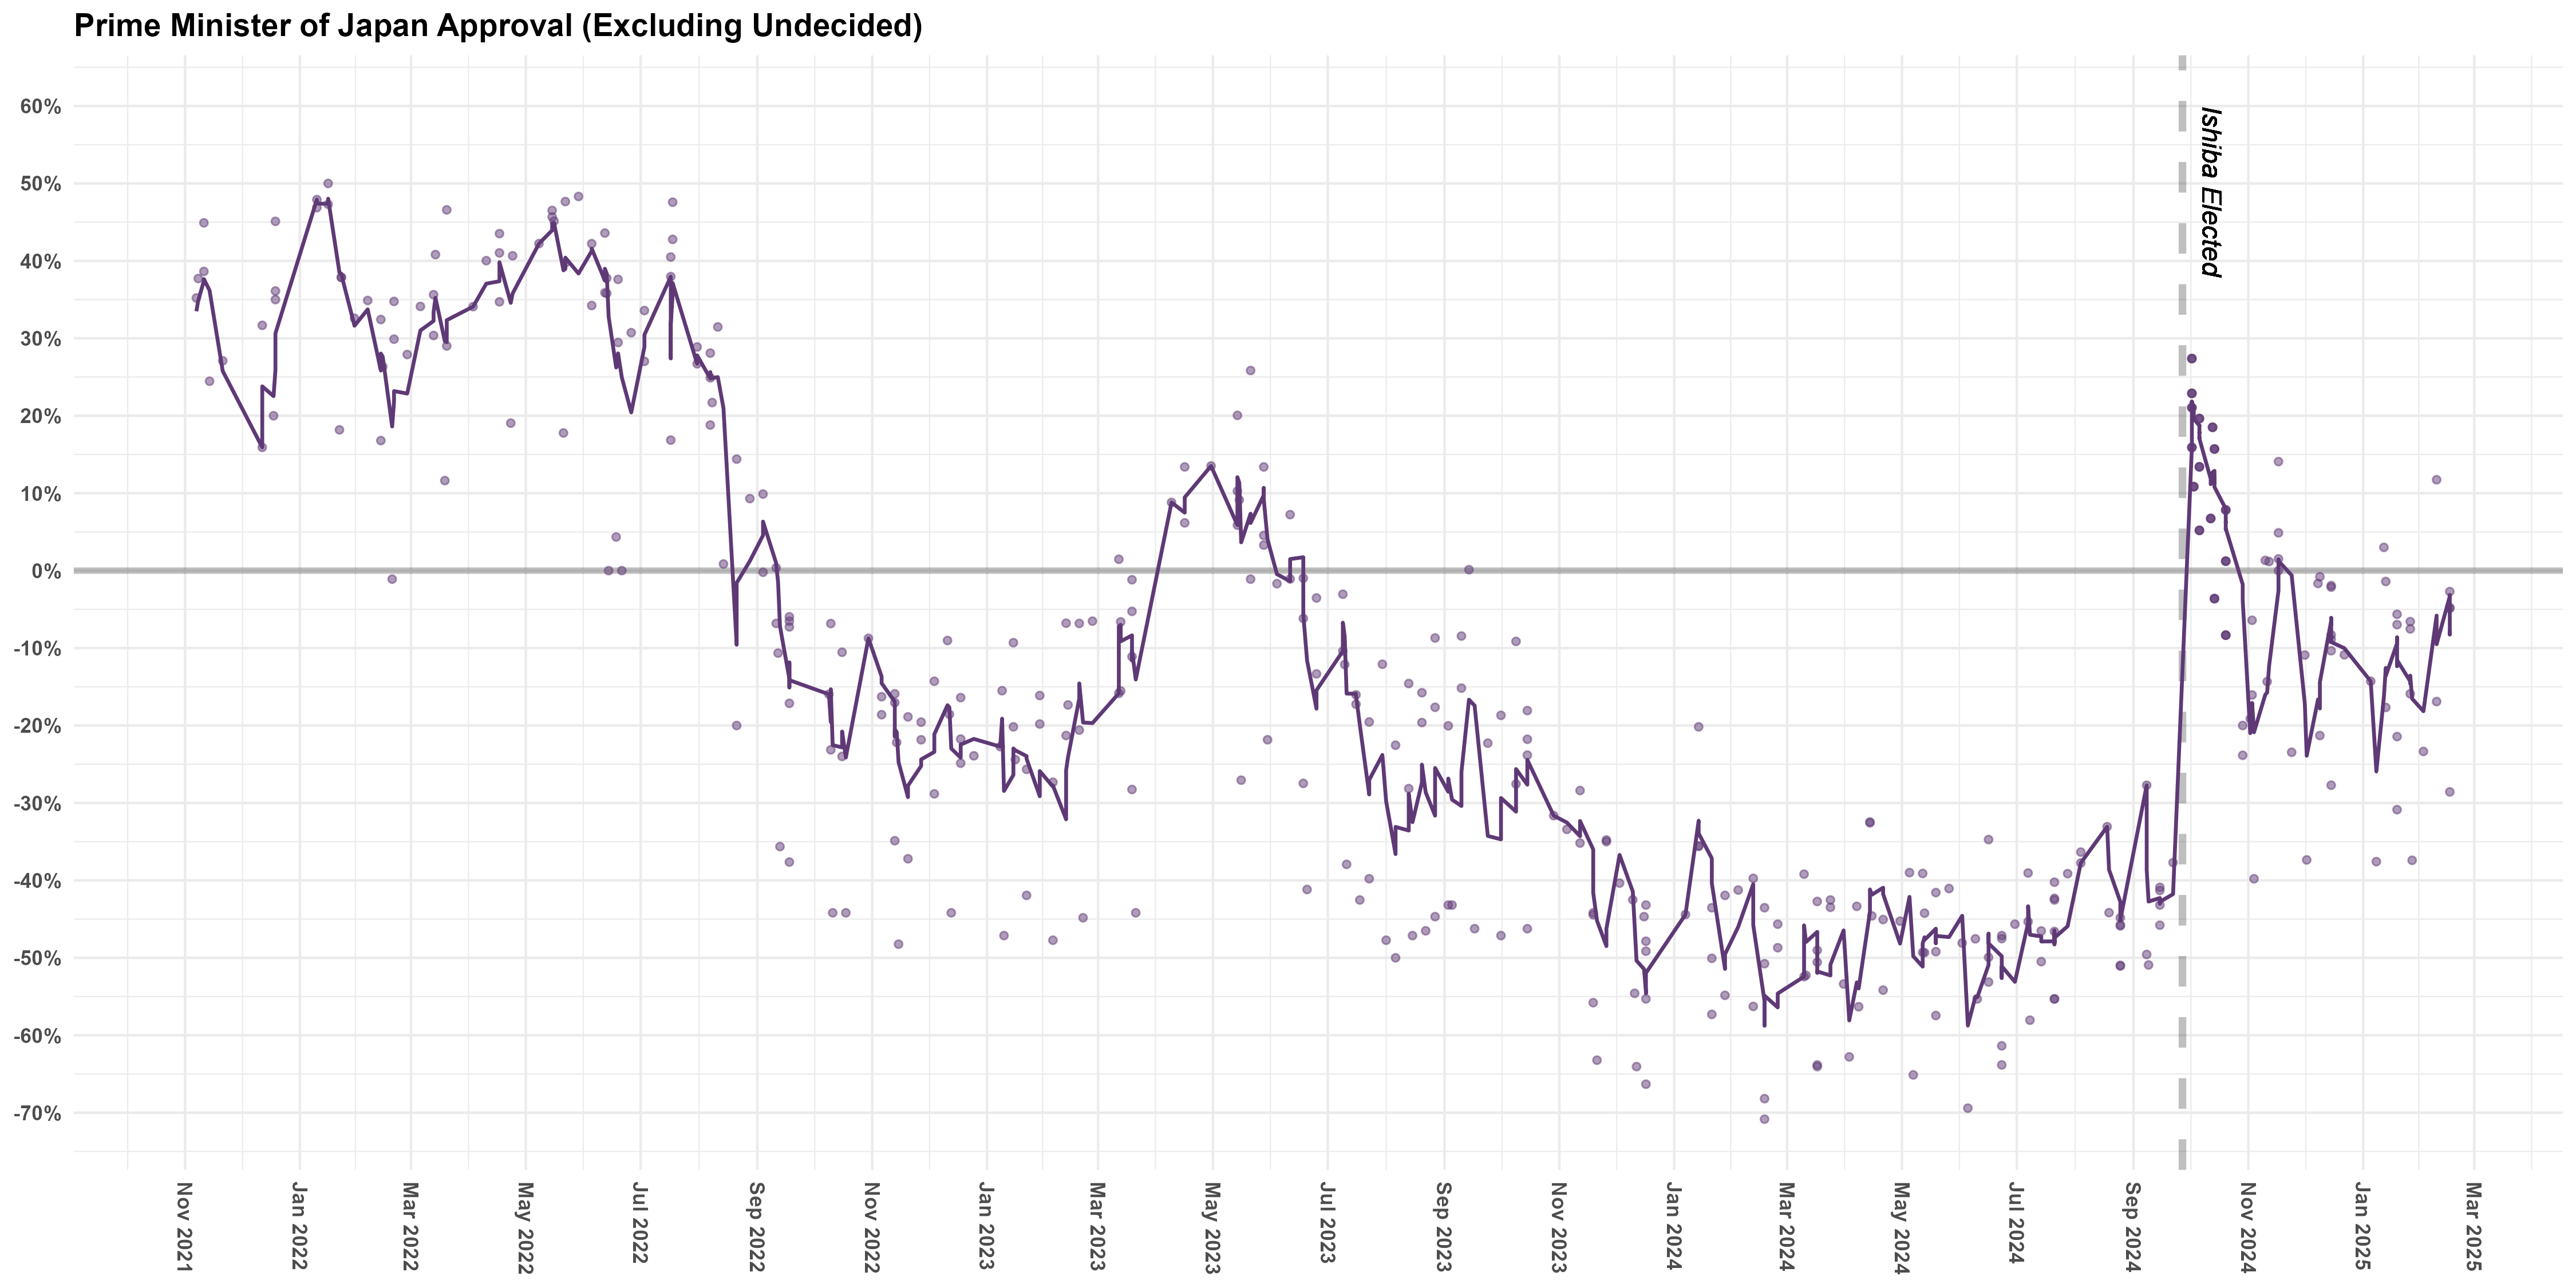 Prime Minister of Japan Approval (Excluding Undecided)
60%
50%
40%
30%
20%
10%
0%
-10%
-20%
-30%
-40%
-50%
-60%
-70%
Ishiba Elected
Nov 2021
Jan 2022
Mar 2022
May 2022
Jul 2022
Sep 2022
Nov 2022
Jan 2023
Mar 2023
May 2023
Jul 2023
Sep 2023
Nov 2023
Jan 2024
Mar 2024
May 2024
Jul 2024
Sep 2024
Nov 2024
Jan 2025
Mar 2025